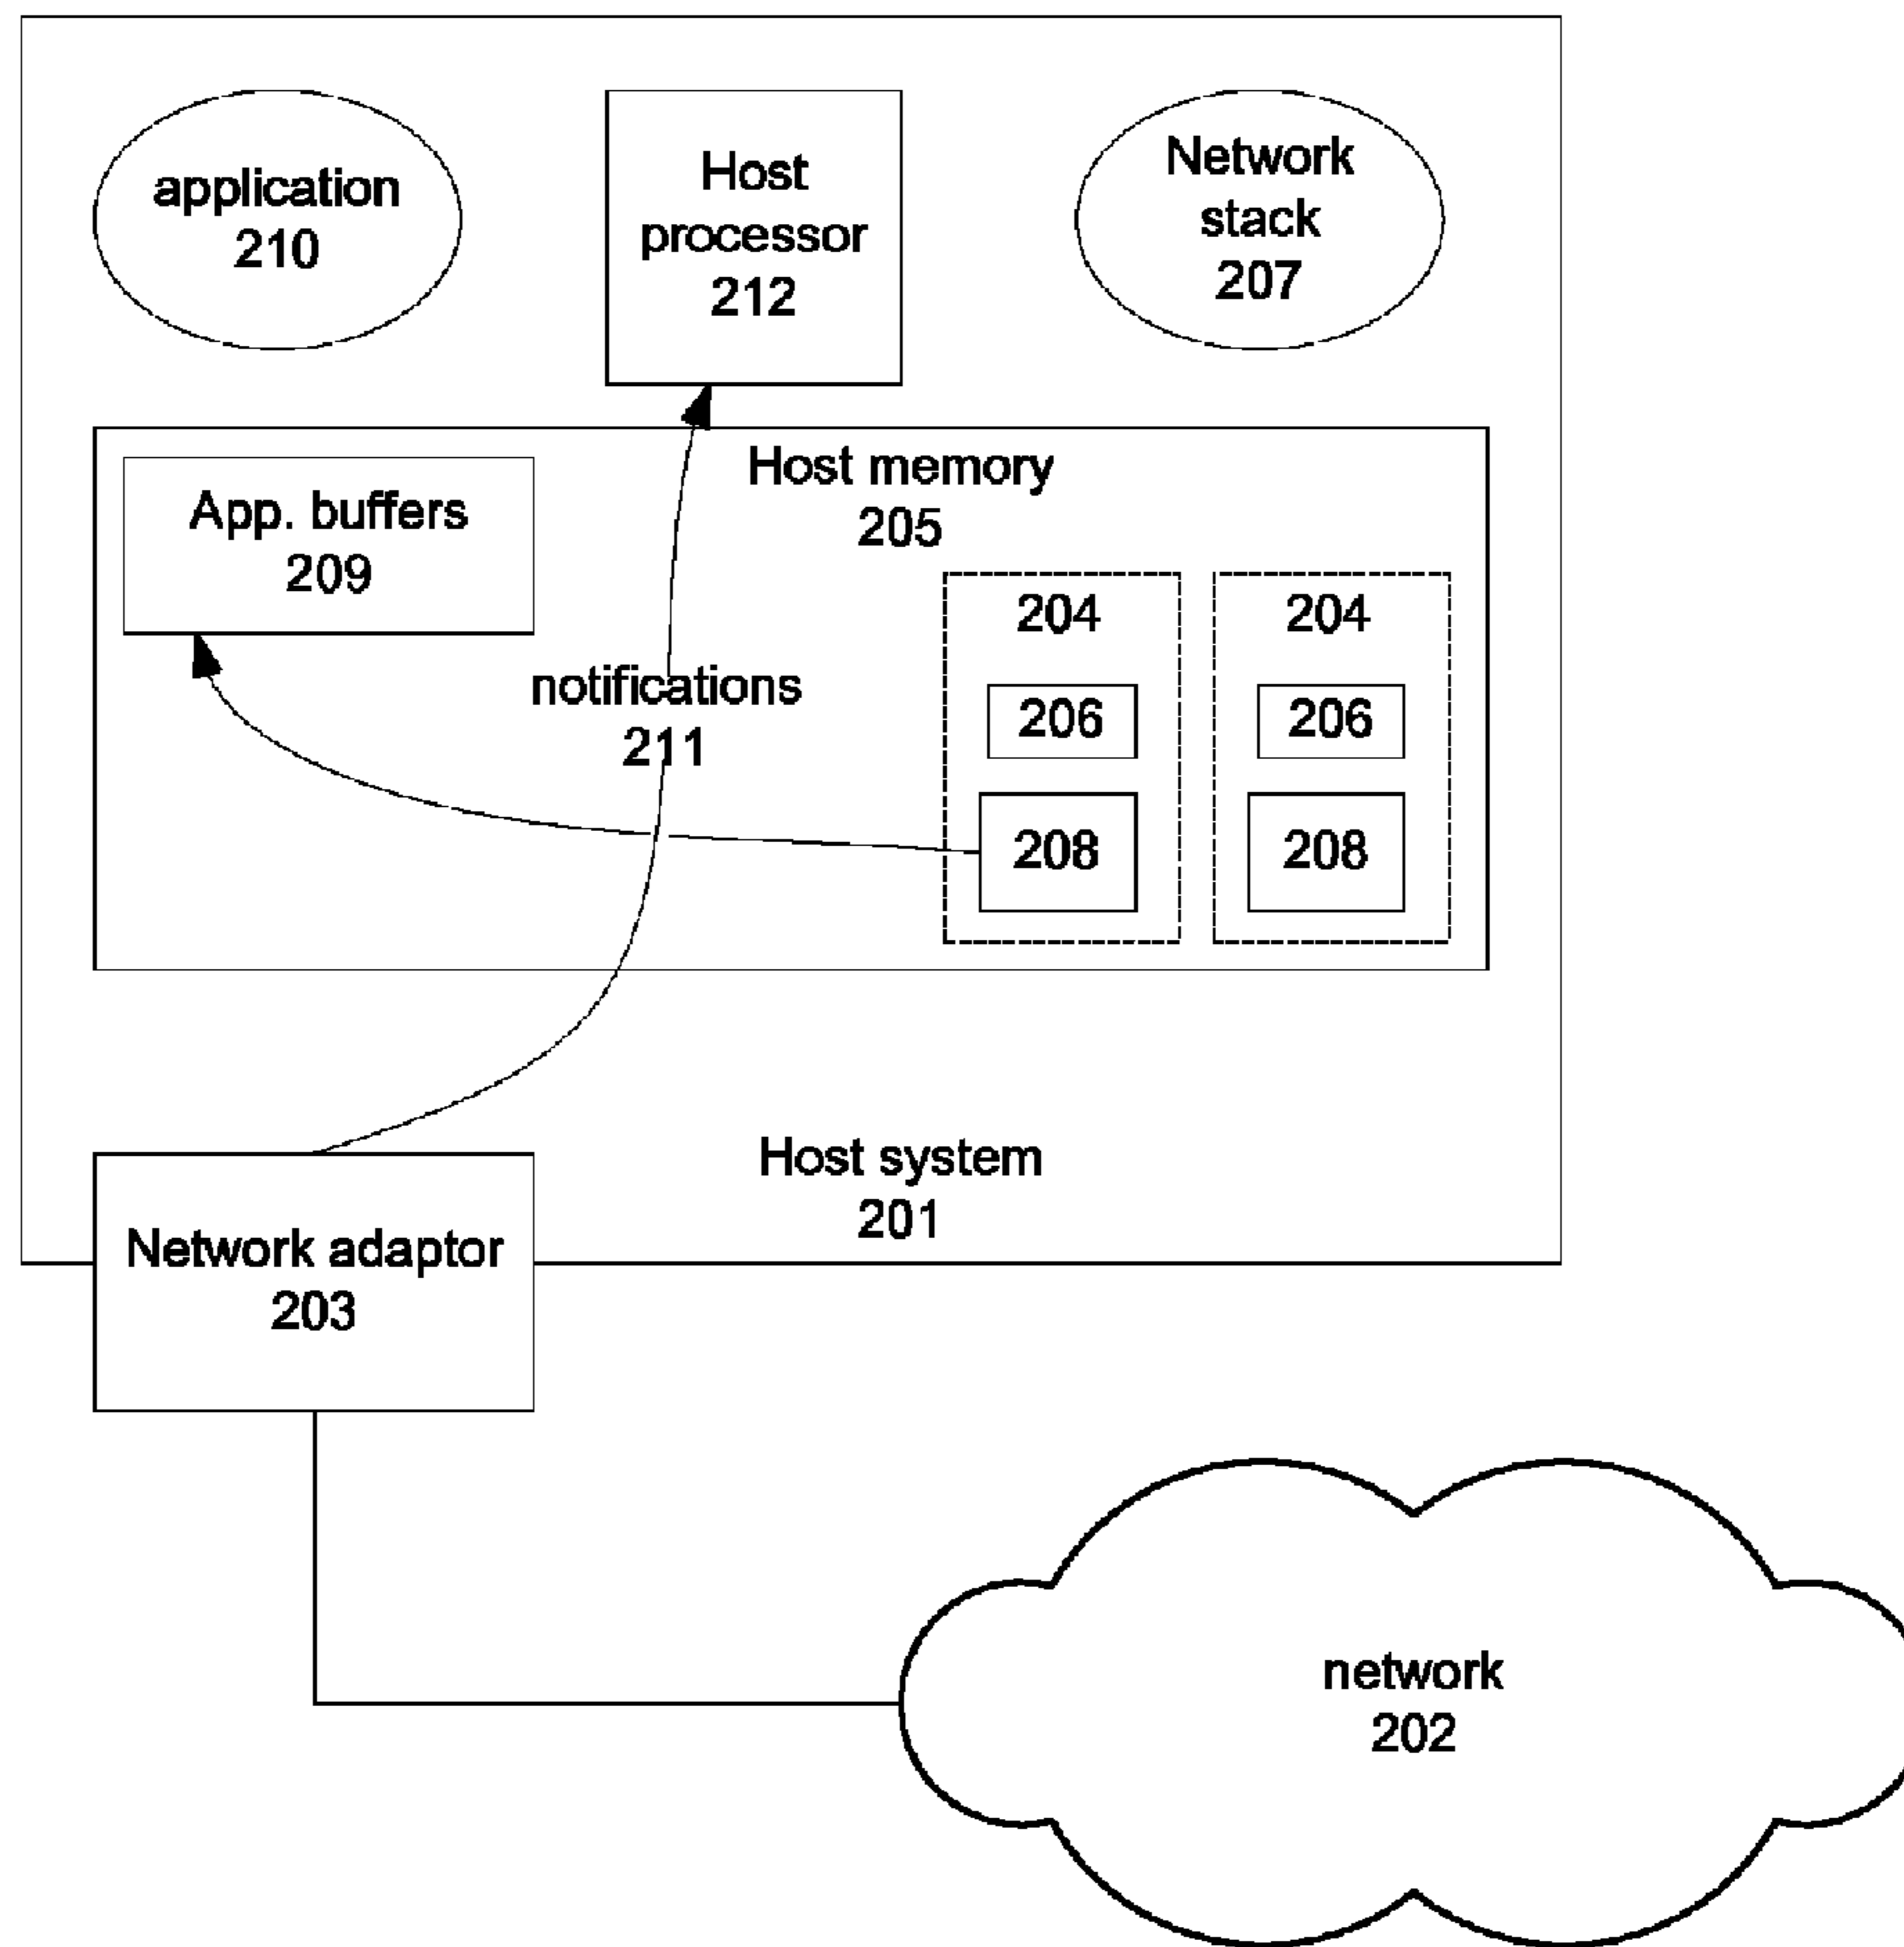 application
210
Host
processor
212
Network
stack
207
Host memory
205
App. buffers
209
204
204
notifications
211
206
206
208
208
Host system
201
Network adaptor
203
network
202